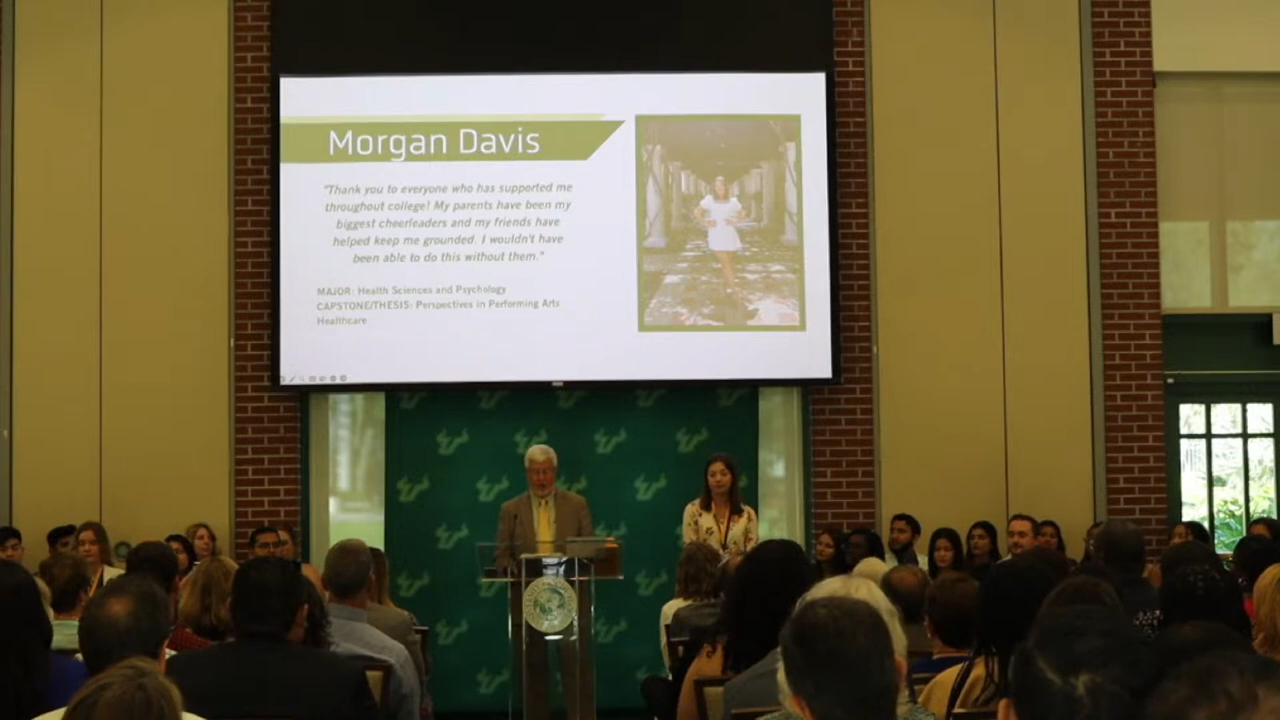 Morgan Davis
"Thank you to everyone who has supported me
throughout college! My parents have been my
biggest cheerleaders and my friends have
helped keep me grounded. I wouldn't have
been able to do this without them."
MAJOR: Health Sciences and Psychology
CAPSTONE/THESIS: Perspectives in Performing Arts
Healthcare